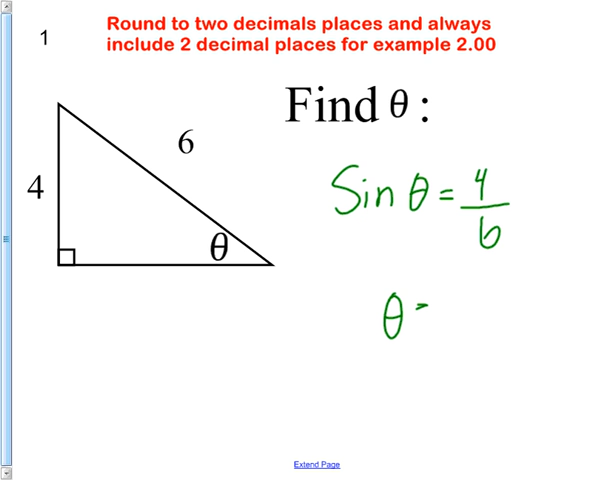 1
Round to two decimals places and always
include 2 decimal places for example 2.00
Find θ :
6
4
θ
Sin θ = 4/6
θ =
Extend Page